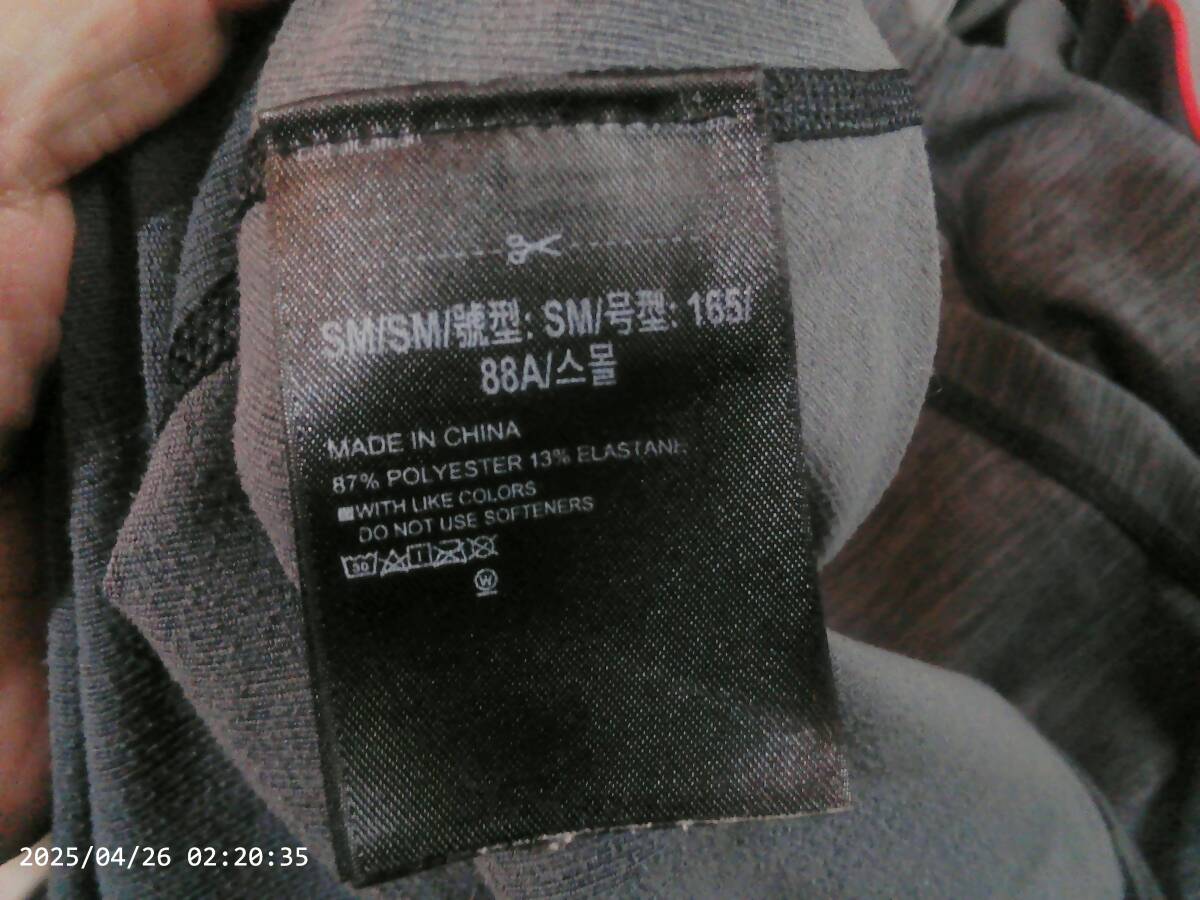 SM/SM/號型: SM/号型: 165/
88A/스몰
MADE IN CHINA
87% POLYESTER 13% ELASTANE
WITH LIKE COLORS
DO NOT USE SOFTENERS
30
W
2025/04/26 02:20:35